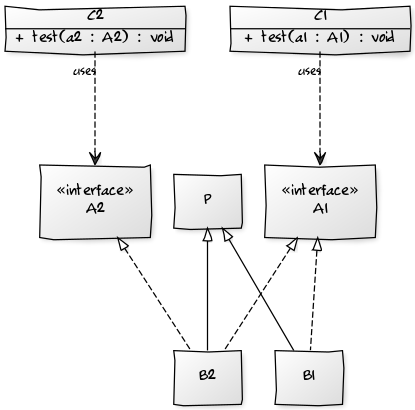 C2
+ test(a2 : A2) : void
C1
+ test(a1 : A1) : void
uses
uses
«interface»
A2
P
«interface»
A1
B2
B1